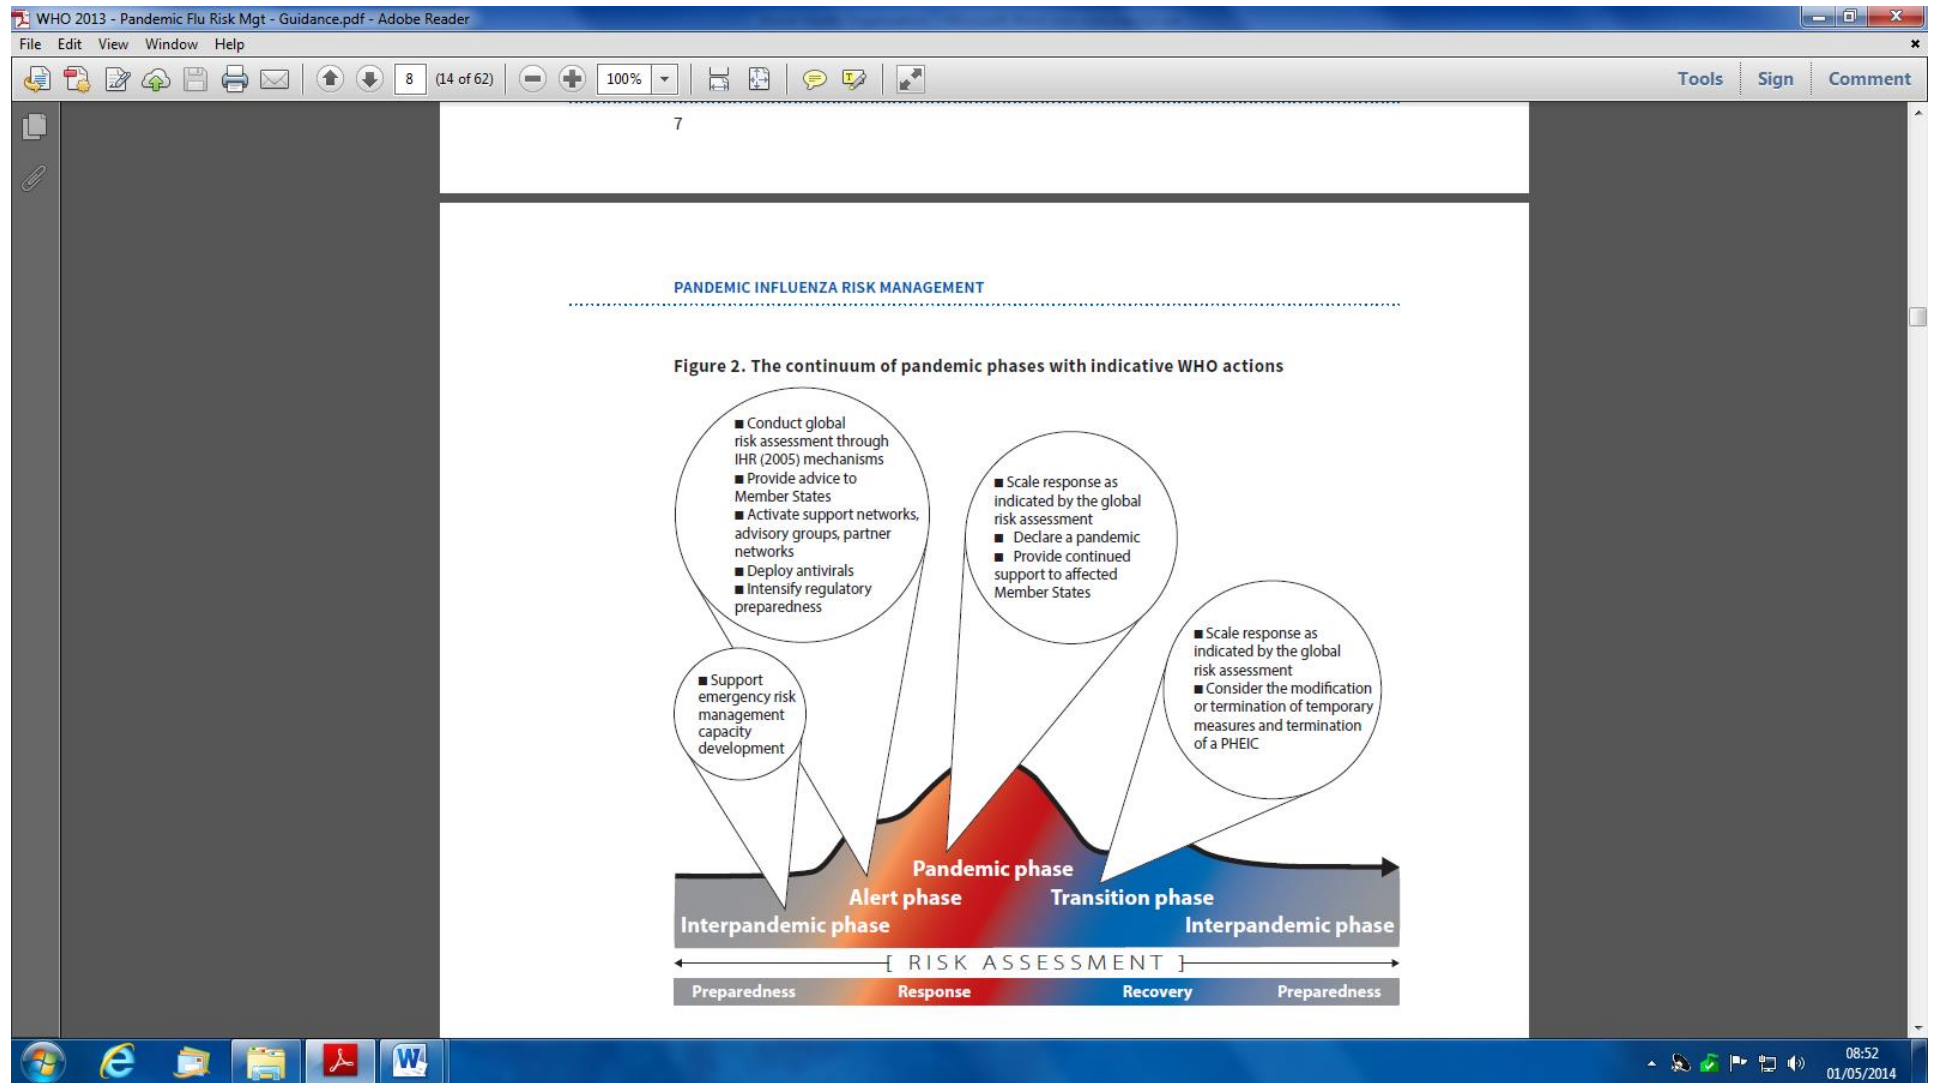 WHO 2013 - Pandemic Flu Risk Mgt - Guidance.pdf - Adobe Reader
File Edit View Window Help
8 (14 of 62) 100% Tools Sign Comment
7
PANDEMIC INFLUENZA RISK MANAGEMENT
Figure 2. The continuum of pandemic phases with indicative WHO actions
■ Conduct global
risk assessment through
IHR (2005) mechanisms
■ Provide advice to
Member States
■ Activate support networks,
advisory groups, partner
networks
■ Deploy antivirals
■ Intensify regulatory
preparedness
■ Scale response as
indicated by the global
risk assessment
■ Declare a pandemic
■ Provide continued
support to affected
Member States
■ Scale response as
indicated by the global
risk assessment
■ Consider the modification
or termination of temporary
measures and termination
of a PHEIC
■ Support
emergency risk
management
capacity
development
Pandemic phase
Alert phase
Transition phase
Interpandemic phase
Interpandemic phase
[ RISK ASSESSMENT ]
Preparedness Response Recovery Preparedness
08:52
01/05/2014